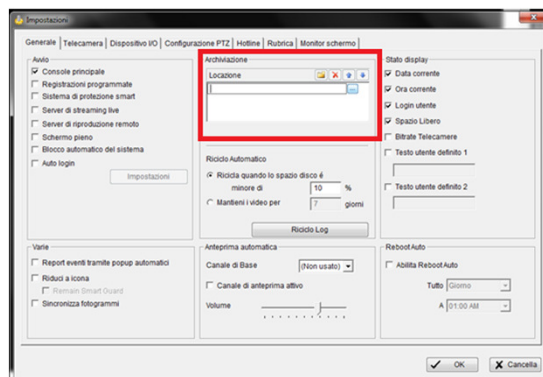 Impostazioni
Generale Telecamera Dispositivo I/O Configurazione PTZ Hotline Rubrica Monitor schermo
Avvio
Console principale
Registrazioni programmate
Sistema di protezione smart
Server di streaming live
Server di riproduzione remoto
Schermo pieno
Blocco automatico del sistema
Auto login
Impostazioni
Archiviazione
Locazione
...
Riciclo Automatico
Ricicla quando lo spazio disco é
minore di 10 %
Mantieni i video per 7 giorni
Riciclo Log
Stato display
Data corrente
Ora corrente
Login utente
Spazio Libero
Bitrate Telecamere
Testo utente definito 1
Testo utente definito 2
Varie
Report eventi tramite popup automatici
Riduci a icona
Remain Smart Guard
Sincronizza fotogrammi
Anteprima automatica
Canale di Base (Non usato)
Canale di anteprima attivo
Volume
Reboot Auto
Abilita Reboot Auto
Tutto Giorno
A 01:00 AM
OK Cancella